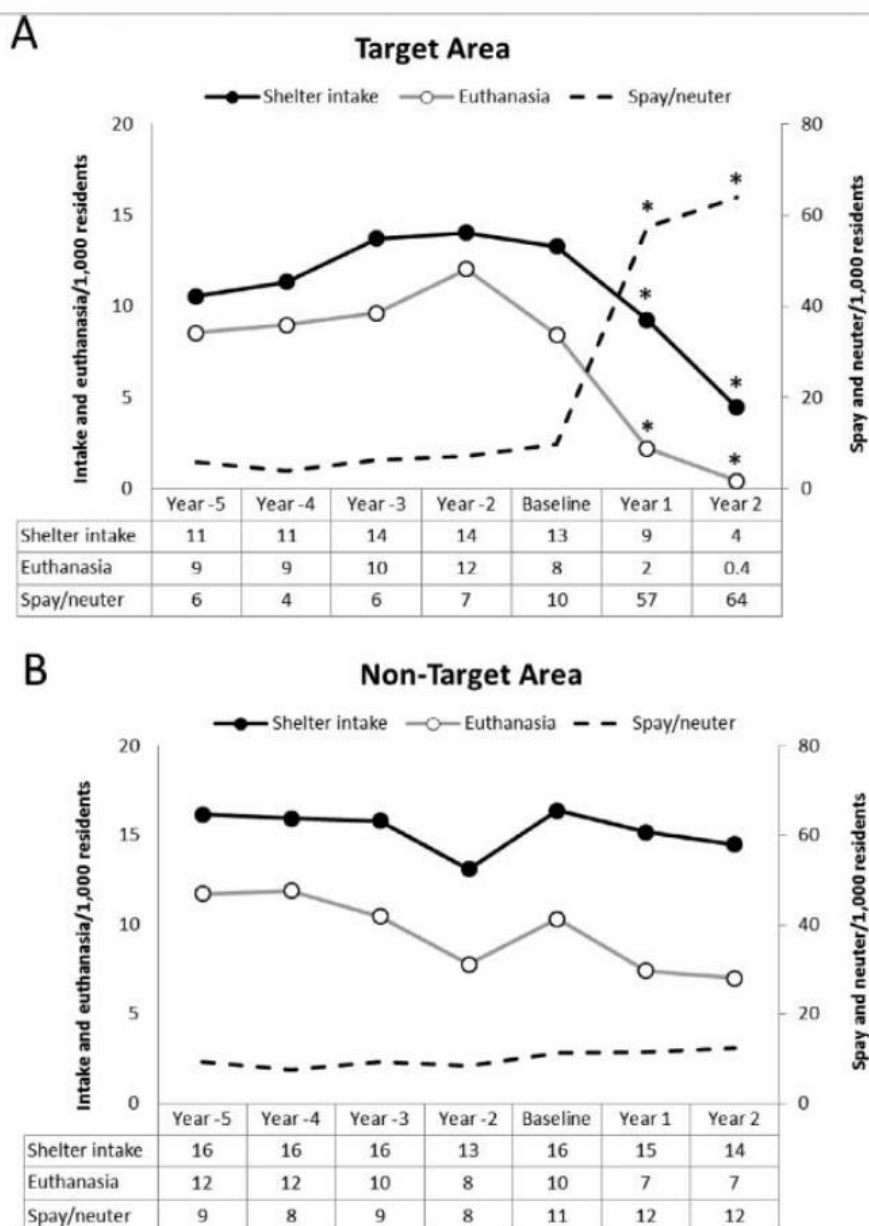 A
Target Area
Shelter intake Euthanasia Spay/neuter
Intake and euthanasia/1,000 residents
20
15
10
5
0
80
60
40
20
0
Spay and neuter/1,000 residents
* *
* *
* *
Year -5 Year -4 Year -3 Year -2 Baseline Year 1 Year 2
Shelter intake 11 11 14 14 13 9 4
Euthanasia 9 9 10 12 8 2 0.4
Spay/neuter 6 4 6 7 10 57 64
B
Non-Target Area
Shelter intake Euthanasia Spay/neuter
Intake and euthanasia/1,000 residents
20
15
10
5
0
80
60
40
20
0
Spay and neuter/1,000 residents
Year -5 Year -4 Year -3 Year -2 Baseline Year 1 Year 2
Shelter intake 16 16 16 13 16 15 14
Euthanasia 12 12 10 8 10 7 7
Spay/neuter 9 8 9 8 11 12 12